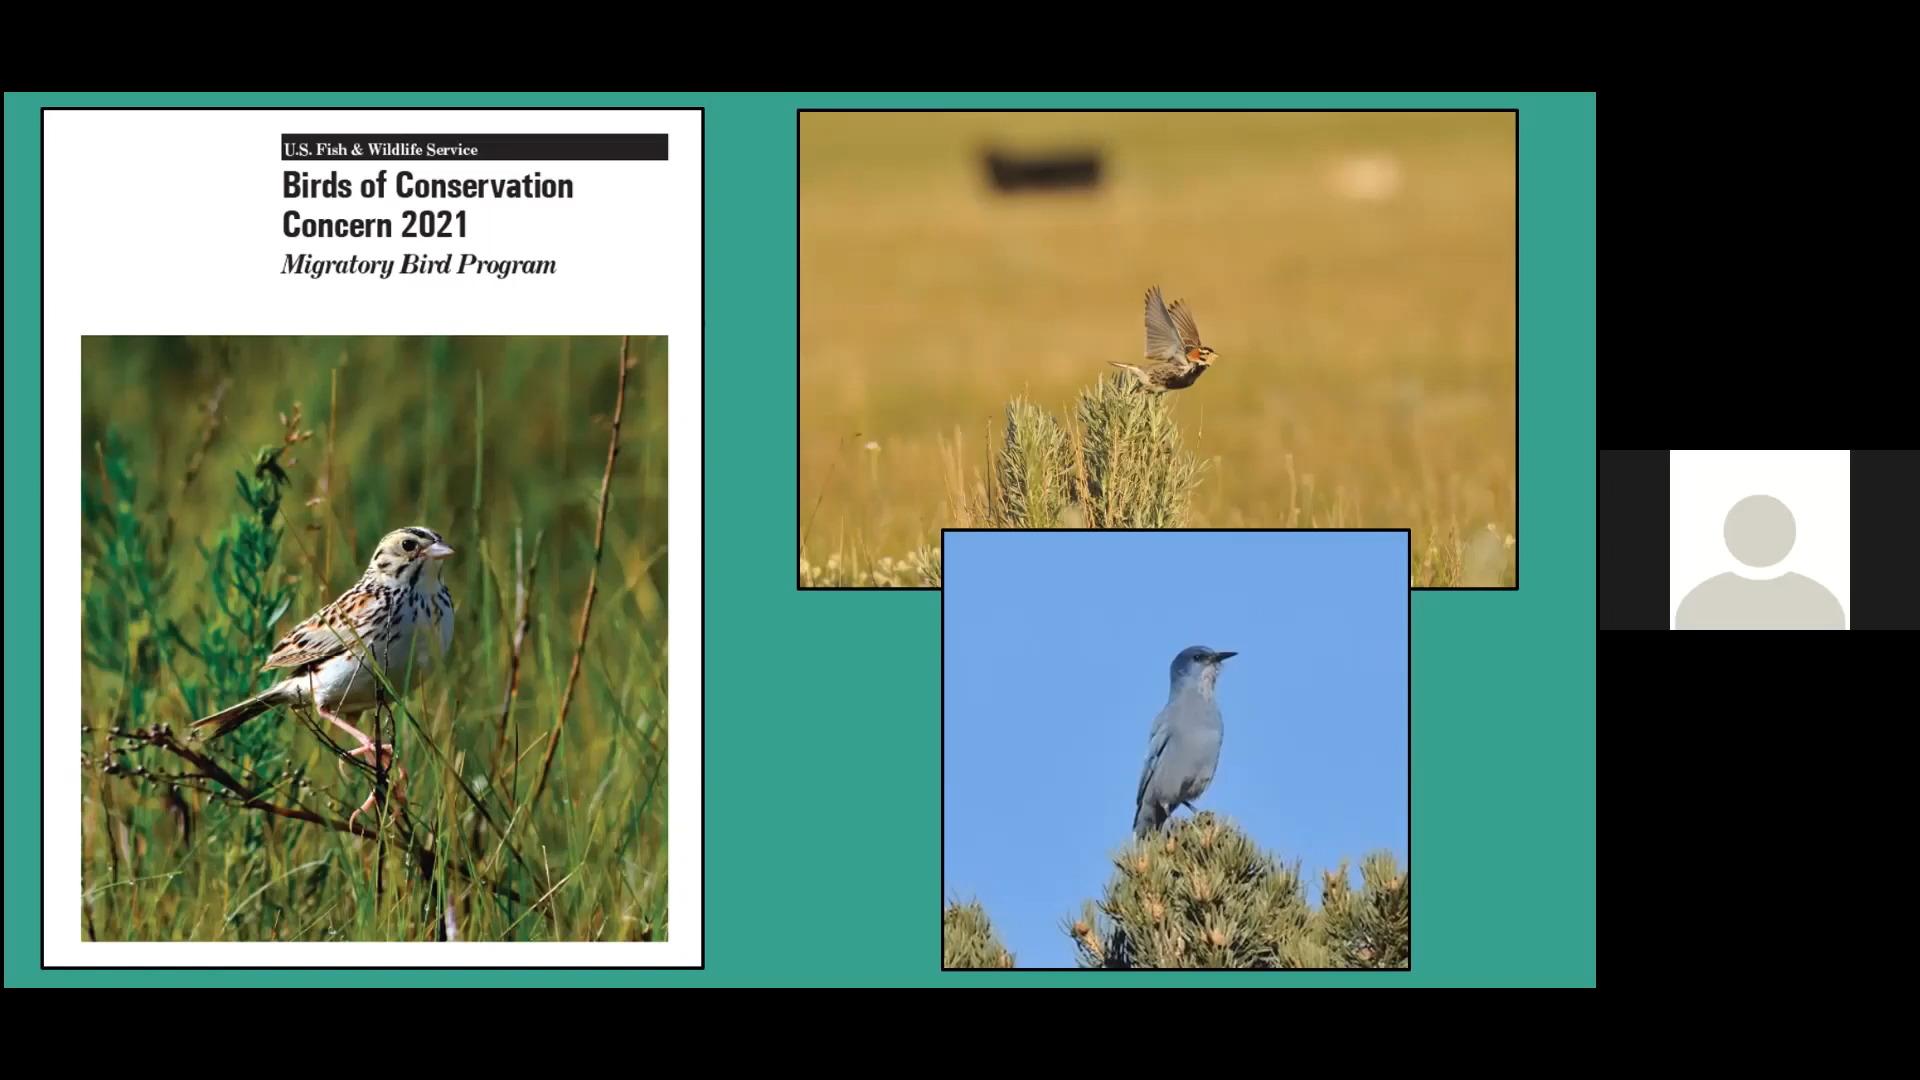 U.S. Fish & Wildlife Service
Birds of Conservation
Concern 2021
Migratory Bird Program